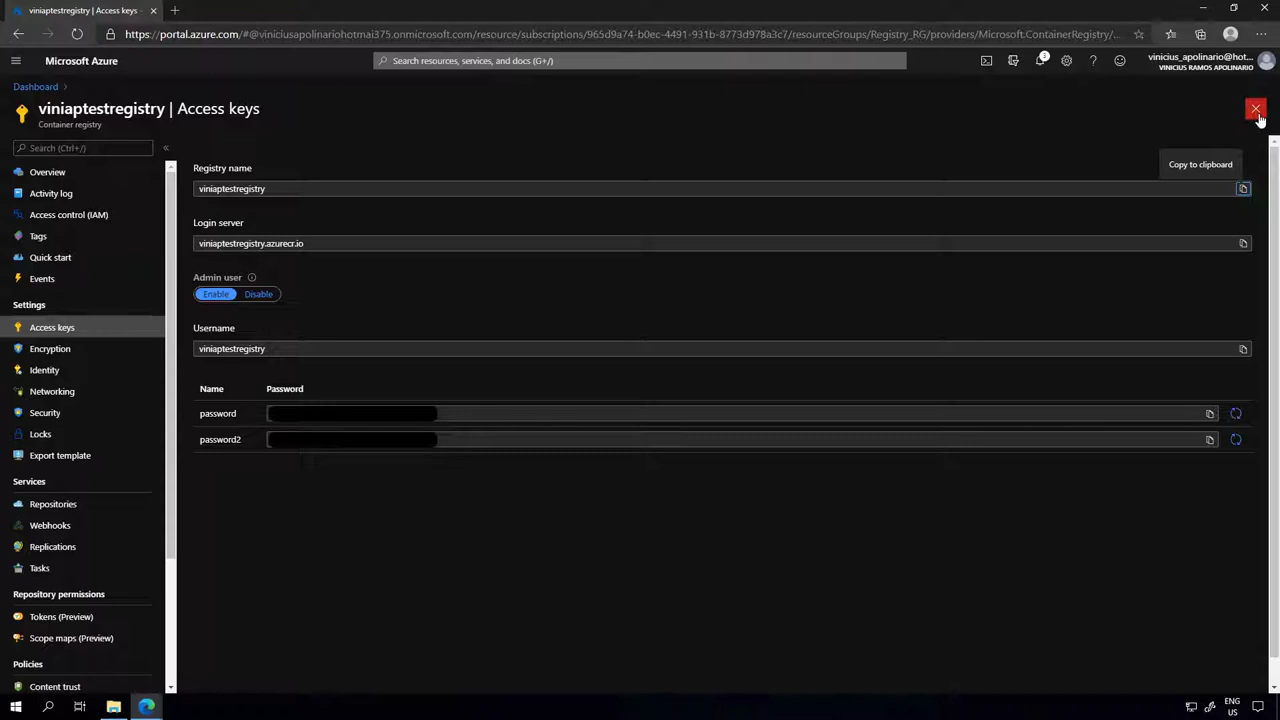 viniaptestregistry | Access keys
https://portal.azure.com/#@viniciusapolinariohotmai375.onmicrosoft.com/resource/subscriptions/965d9a74-b0ec-4491-931b-8773d978a3c7/resourceGroups/Registry_RG/providers/Microsoft.ContainerRegistry/...
Microsoft Azure
Search resources, services, and docs (G+/)
3
vinicius_apolinario@hot...
VINICIUS RAMOS APOLINARIO
Dashboard >
viniaptestregistry | Access keys
Container registry
Search (Ctrl+/)
«
Overview
Activity log
Access control (IAM)
Tags
Quick start
Events
Settings
Access keys
Encryption
Identity
Networking
Security
Locks
Export template
Services
Repositories
Webhooks
Replications
Tasks
Repository permissions
Tokens (Preview)
Scope maps (Preview)
Policies
Content trust
Registry name
Copy to clipboard
viniaptestregistry
Login server
viniaptestregistry.azurecr.io
Admin user
Enable Disable
Username
viniaptestregistry
Name Password
password
password2
ENG
US